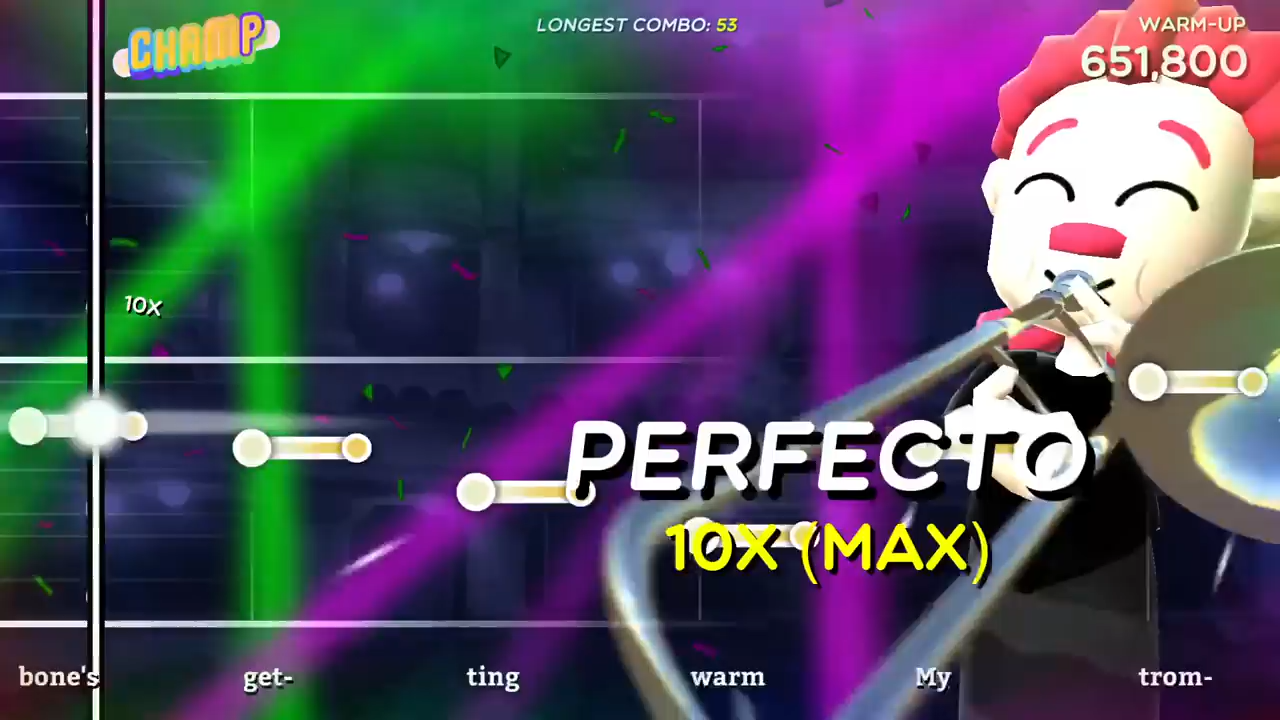 CHAMP
LONGEST COMBO: 53
WARM-UP
651,800
10X
PERFECTO
10X (MAX)
bone's get- ting warm My trom-